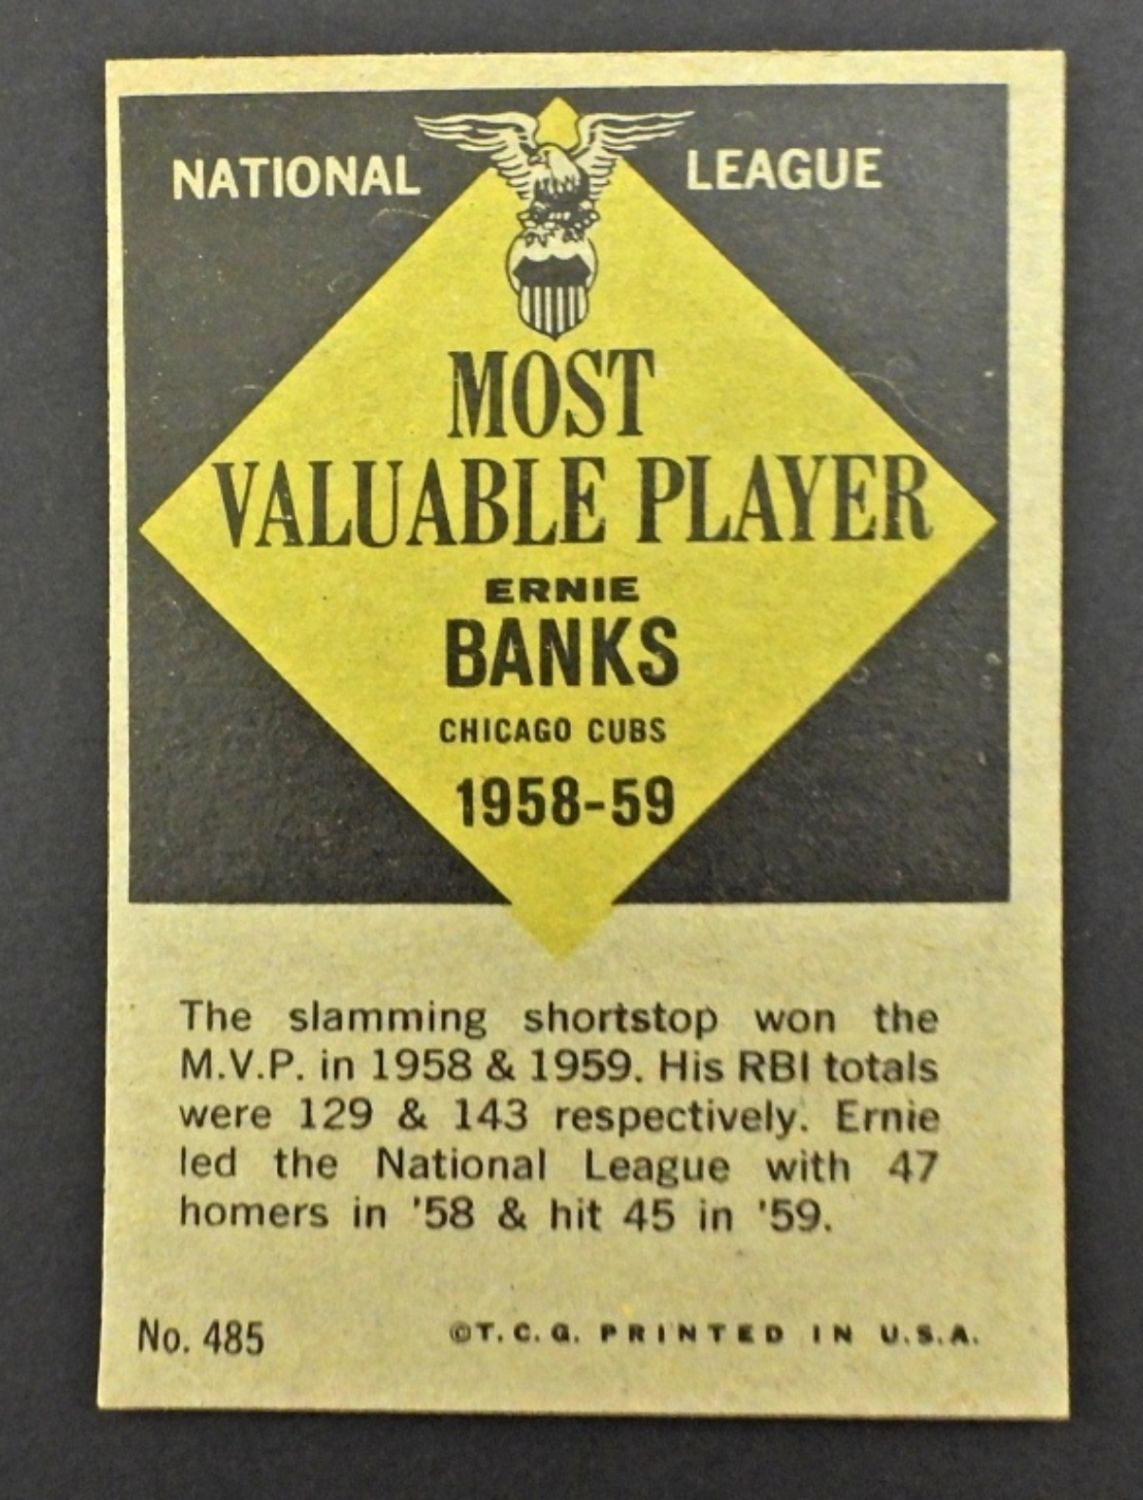 NATIONAL LEAGUE
MOST
VALUABLE PLAYER
ERNIE
BANKS
CHICAGO CUBS
1958-59
The slamming shortstop won the
M.V.P. in 1958 & 1959. His RBI totals
were 129 & 143 respectively. Ernie
led the National League with 47
homers in '58 & hit 45 in '59.
No. 485 ©T.C.G. PRINTED IN U.S.A.